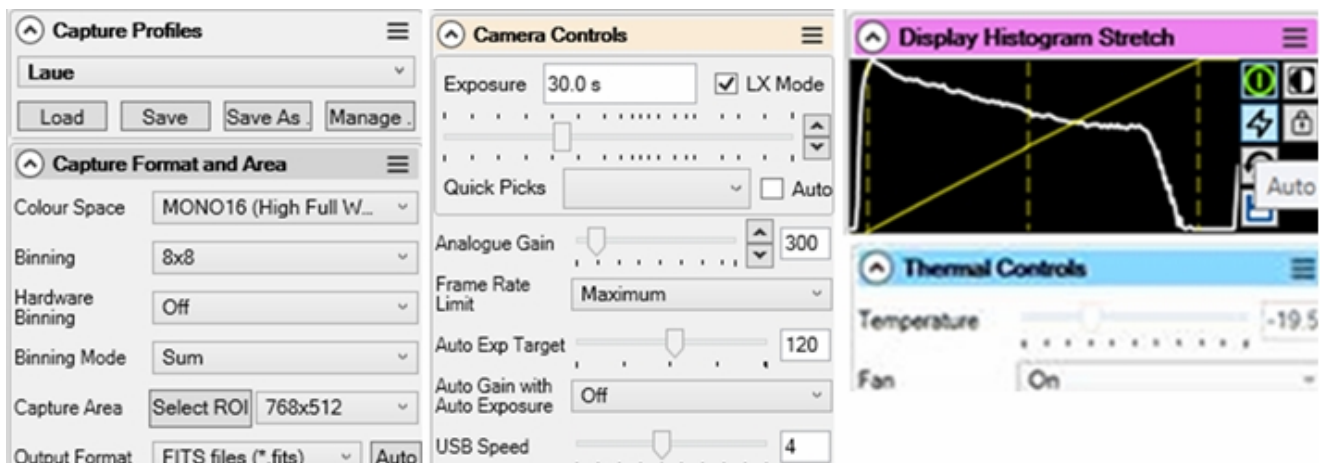 Capture Profiles
Laue
Load Save Save As . Manage .
Capture Format and Area
Colour Space MONO16 (High Full W...
Binning 8x8
Hardware
Binning Off
Binning Mode Sum
Capture Area Select ROI 768x512
Output Format FITS files (*.fits) Auto
Camera Controls
Exposure 30.0 s LX Mode
Quick Picks Auto
Analogue Gain 300
Frame Rate
Limit Maximum
Auto Exp Target 120
Auto Gain with
Auto Exposure Off
USB Speed 4
Display Histogram Stretch
Auto
Thermal Controls
Temperature -19.5
Fan On